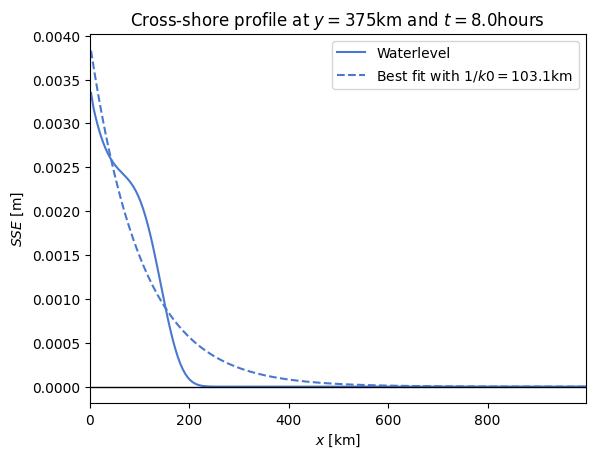 Cross-shore profile at y = 375km and t = 8.0hours
Waterlevel
Best fit with 1/k0 = 103.1km
SSE [m]
0.0040
0.0035
0.0030
0.0025
0.0020
0.0015
0.0010
0.0005
0.0000
0 200 400 600 800
x [km]